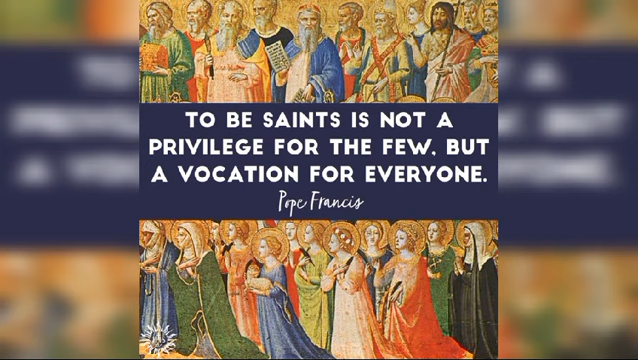 TO BE SAINTS IS NOT A
PRIVILEGE FOR THE FEW, BUT
A VOCATION FOR EVERYONE.
Pope Francis